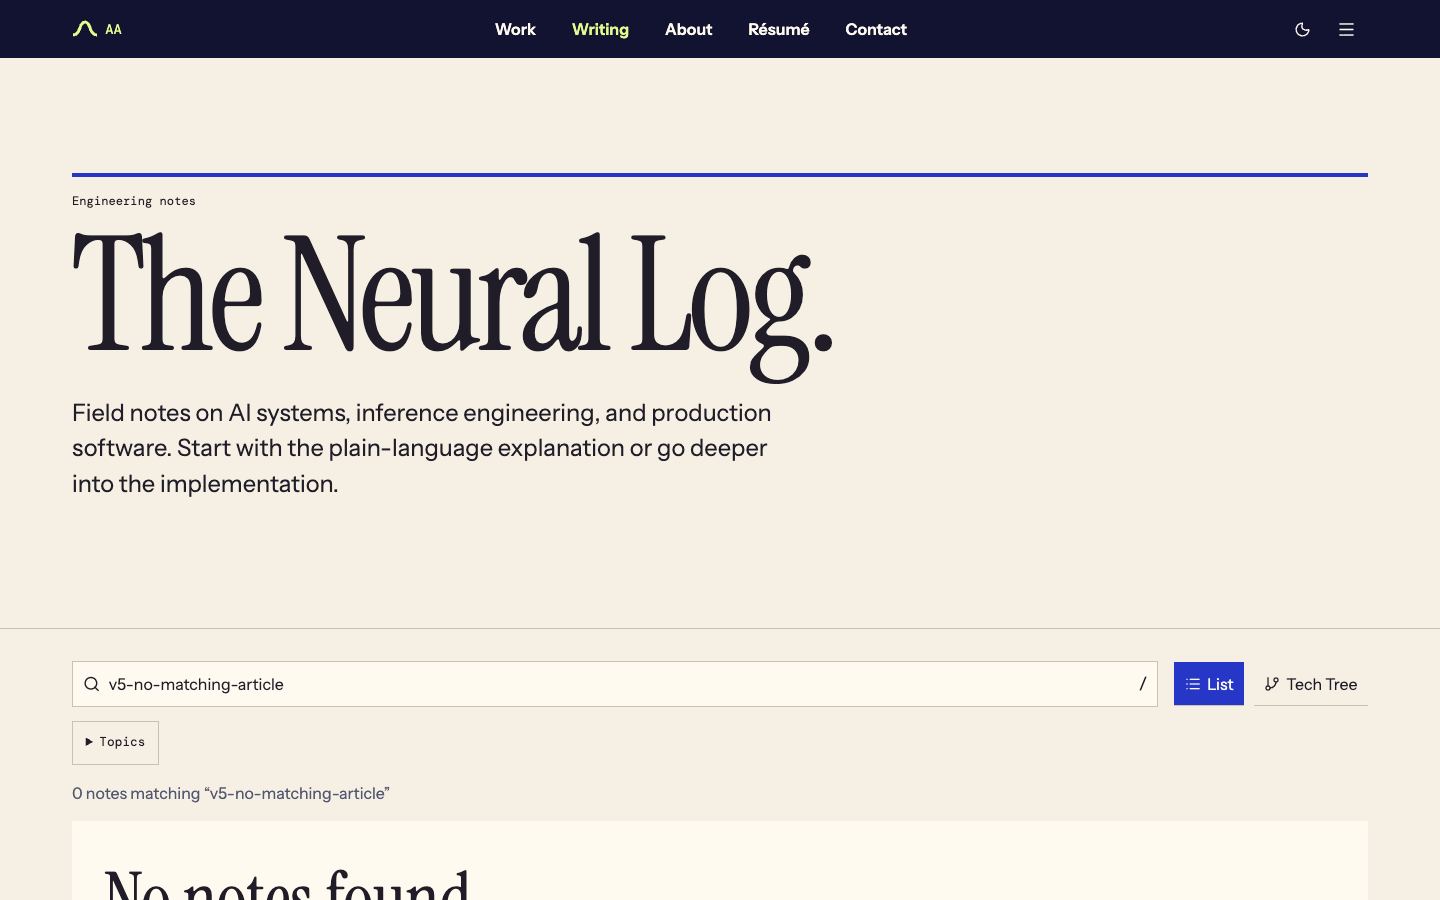 AA
Work
Writing
About
Résumé
Contact
Engineering notes
The Neural Log.
Field notes on AI systems, inference engineering, and production
software. Start with the plain-language explanation or go deeper
into the implementation.
v5-no-matching-article
/
List
Tech Tree
Topics
0 notes matching “v5-no-matching-article”
No notes found